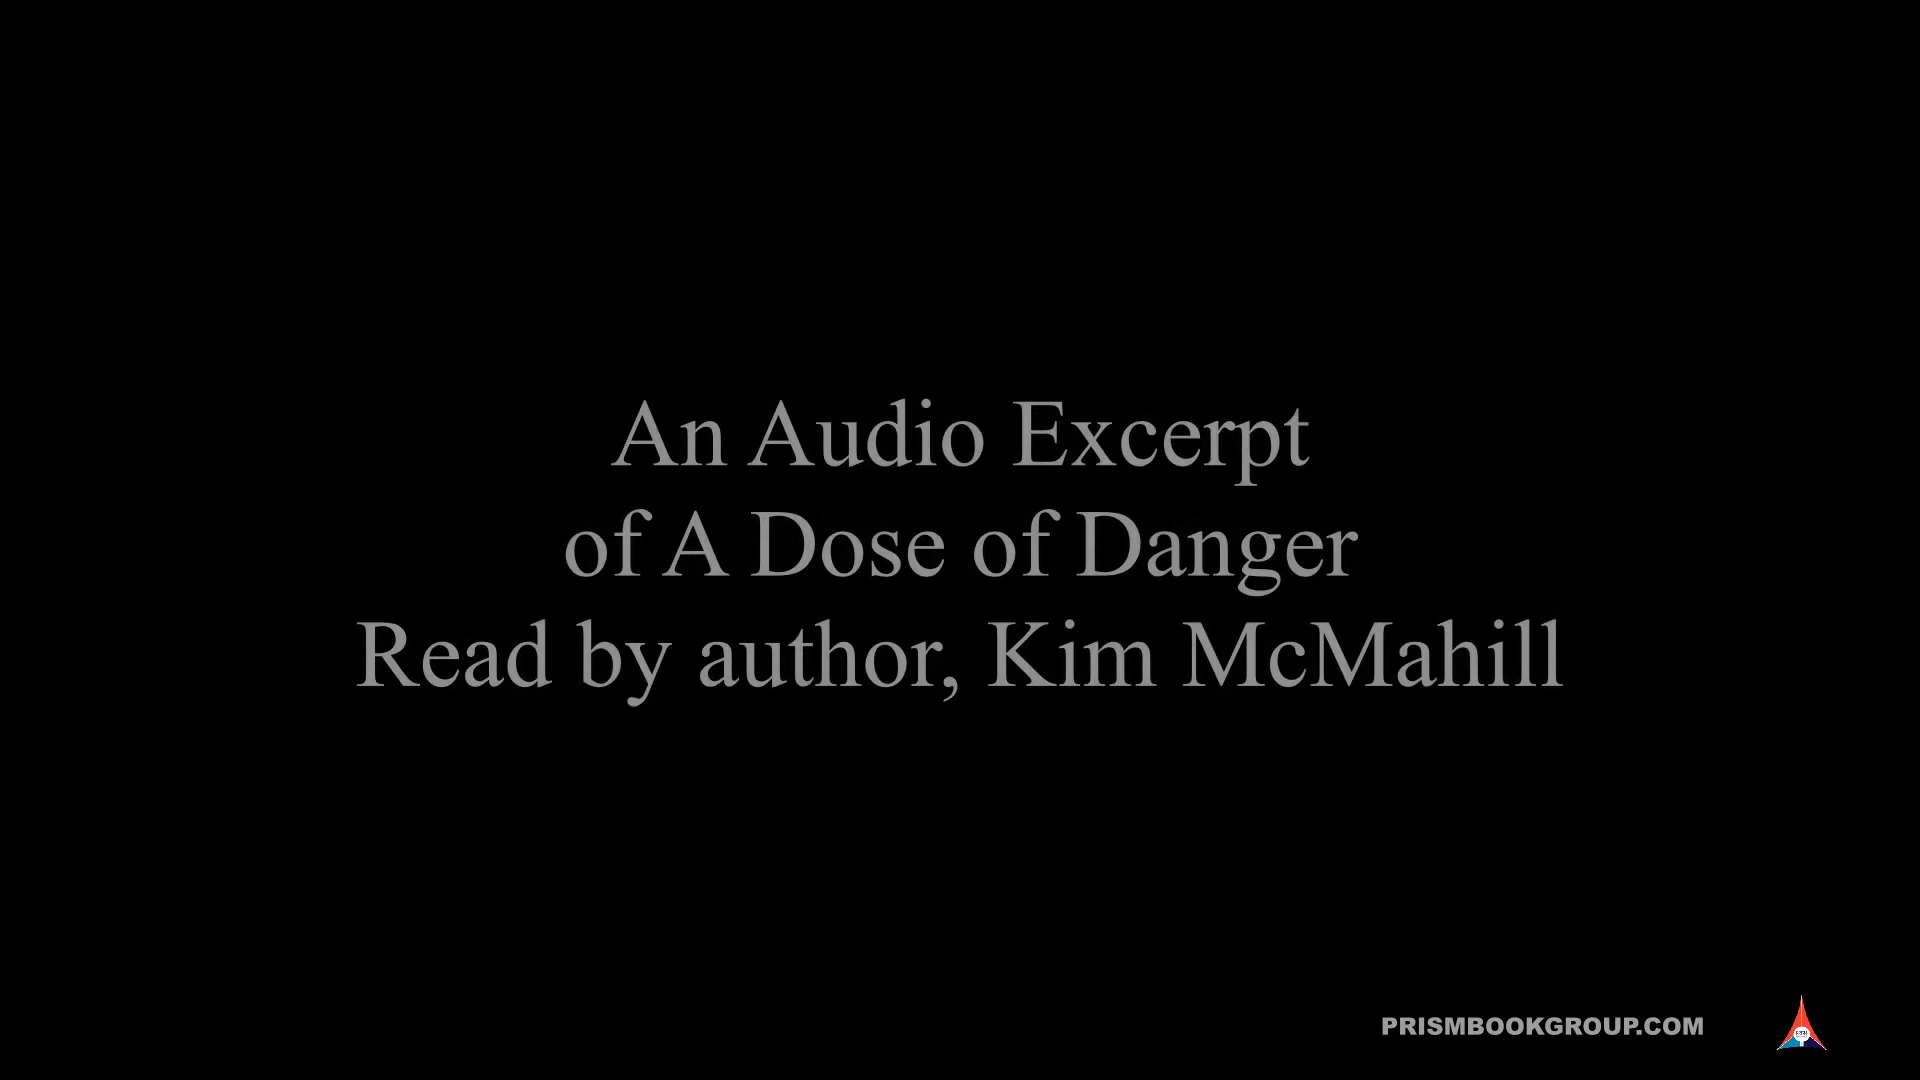 An Audio Excerpt
of A Dose of Danger
Read by author, Kim McMahill
PRISMBOOKGROUP.COM